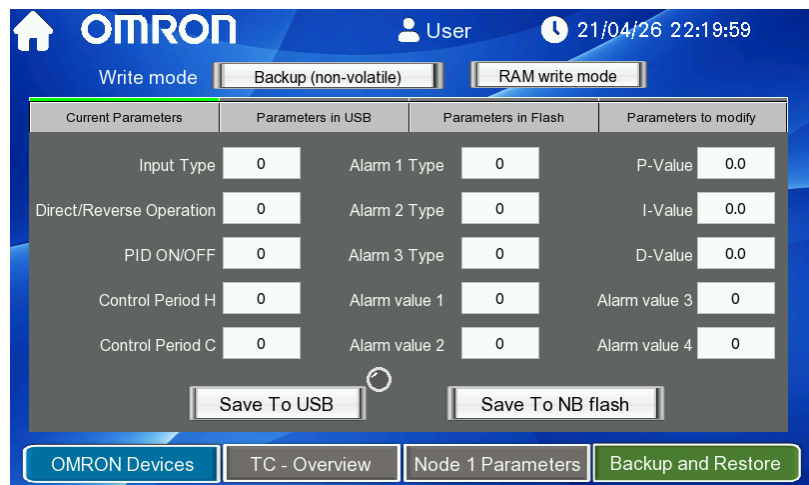 OMRON User 21/04/26 22:19:59
Write mode Backup (non-volatile) RAM write mode
Current Parameters Parameters in USB Parameters in Flash Parameters to modify
Input Type 0 Alarm 1 Type 0 P-Value 0.0
Direct/Reverse Operation 0 Alarm 2 Type 0 I-Value 0.0
PID ON/OFF 0 Alarm 3 Type 0 D-Value 0.0
Control Period H 0 Alarm value 1 0 Alarm value 3 0
Control Period C 0 Alarm value 2 0 Alarm value 4 0
Save To USB Save To NB flash
OMRON Devices TC - Overview Node 1 Parameters Backup and Restore